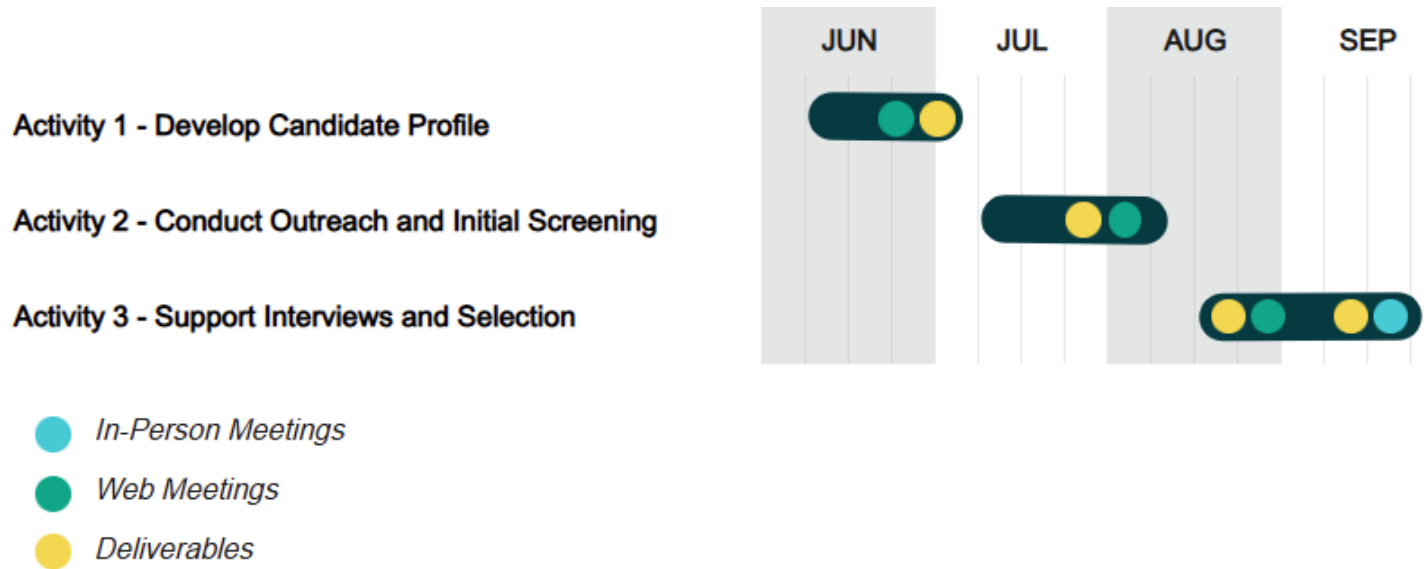 JUN JUL AUG SEP
Activity 1 - Develop Candidate Profile
Activity 2 - Conduct Outreach and Initial Screening
Activity 3 - Support Interviews and Selection
In-Person Meetings
Web Meetings
Deliverables